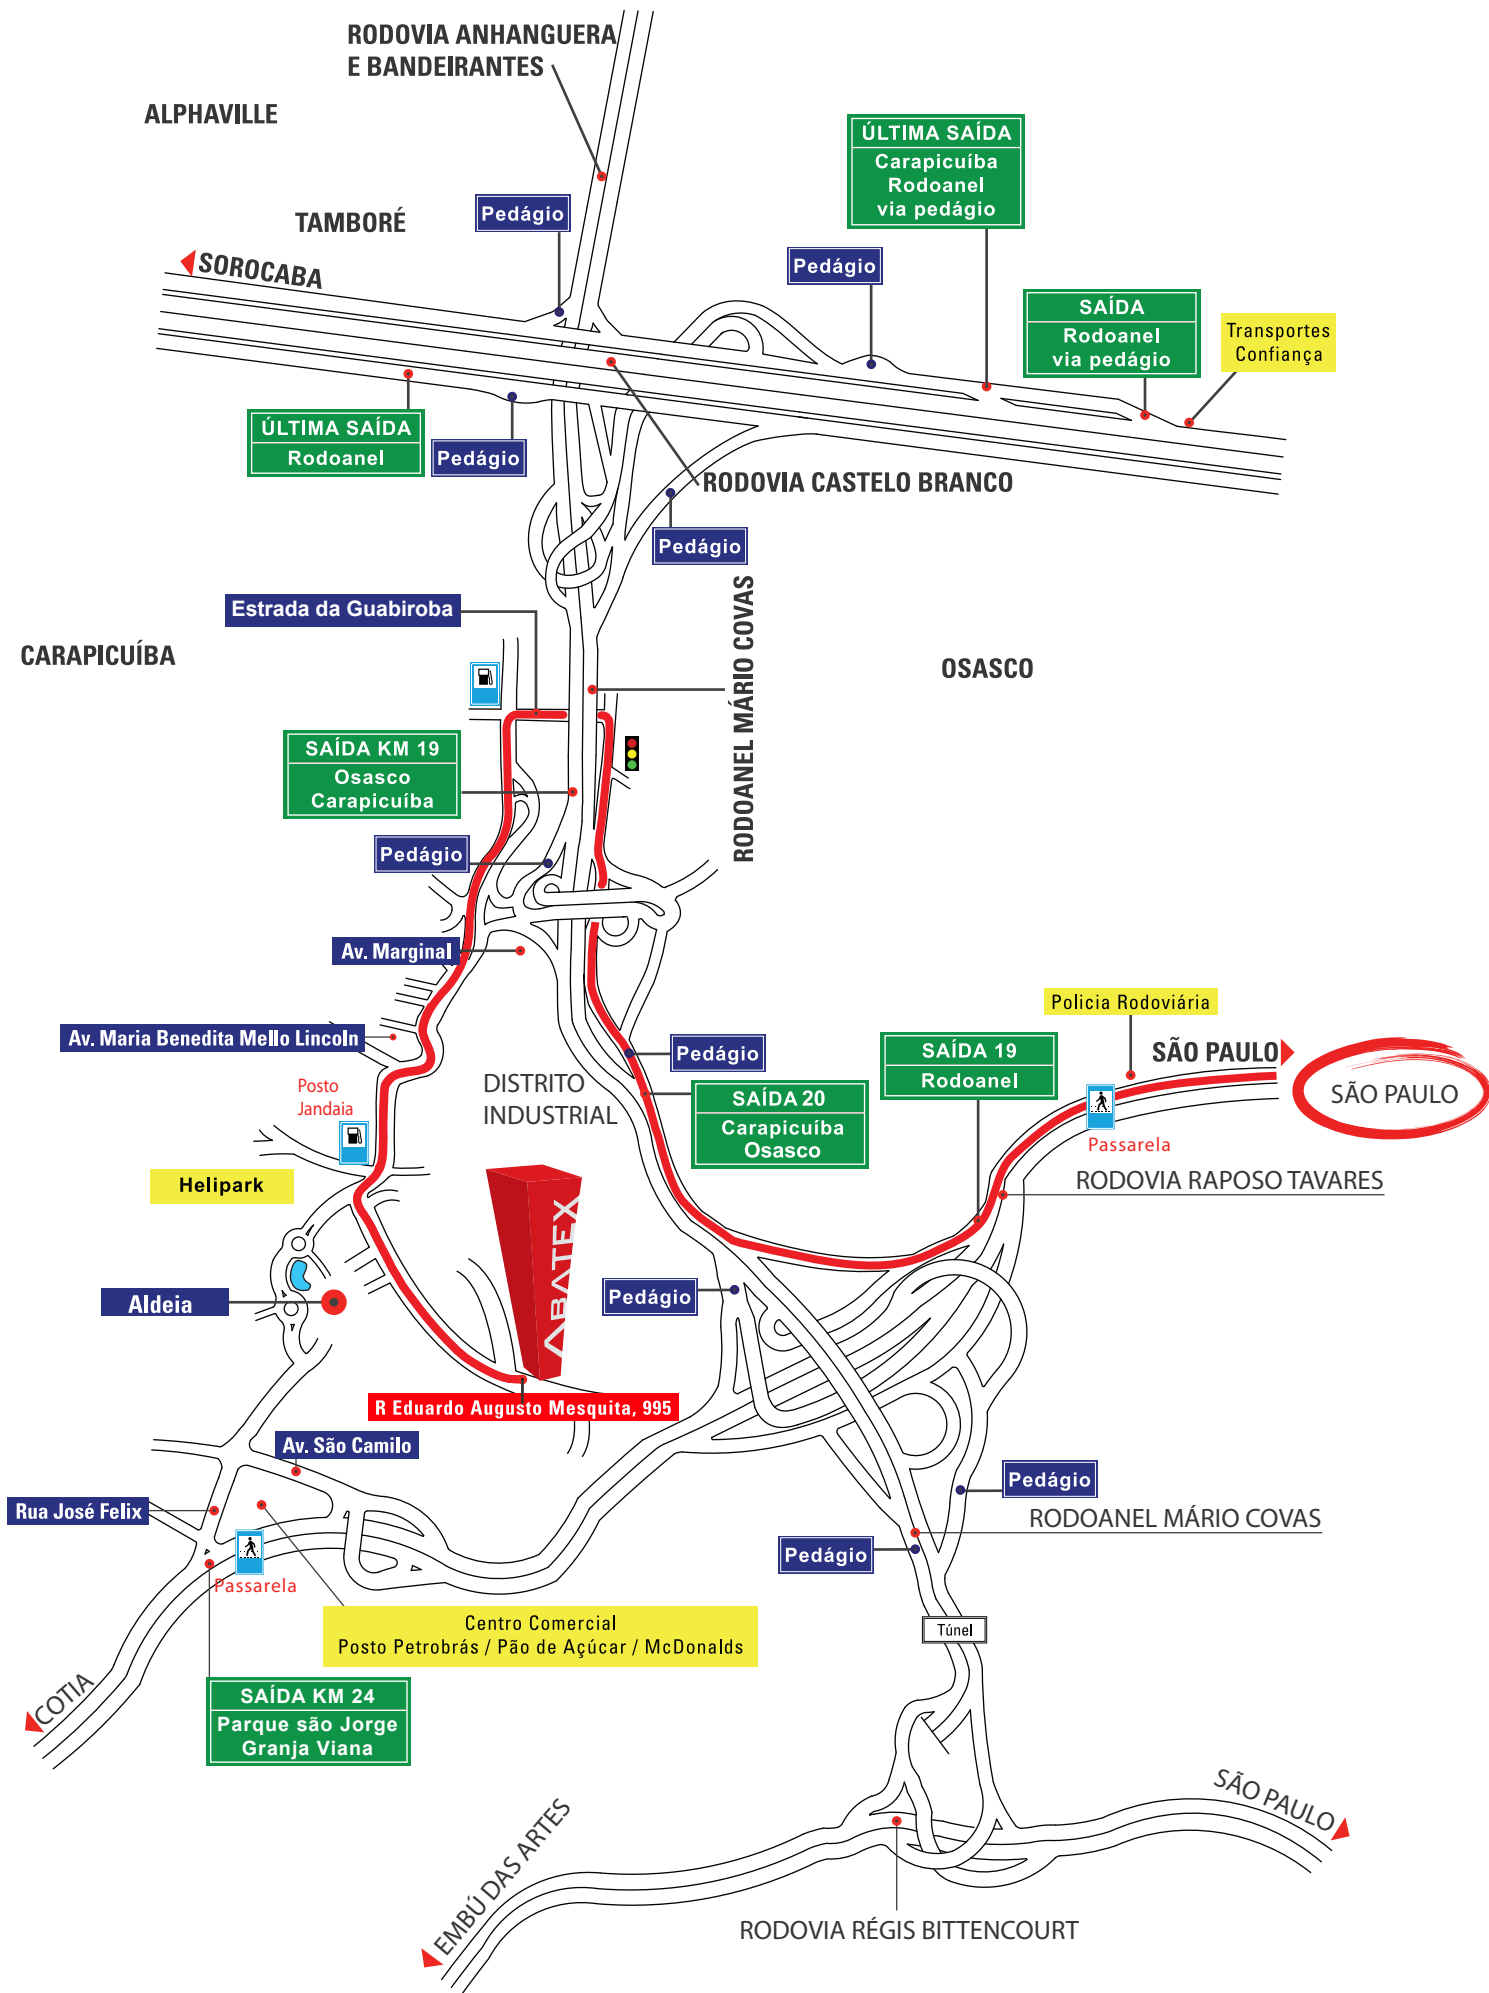 RODOVIA ANHANGUERA
E BANDEIRANTES
ALPHAVILLE
ÚLTIMA SAÍDA
Carapicuíba
Rodoanel
via pedágio
Pedágio
TAMBORÉ
Pedágio
SOROCABA
SAÍDA
Rodoanel
via pedágio
Transportes
Confiança
ÚLTIMA SAÍDA
Rodoanel
Pedágio
RODOVIA CASTELO BRANCO
Pedágio
Estrada da Guabiroba
RODOANEL MÁRIO COVAS
CARAPICUÍBA
OSASCO
SAÍDA KM 19
Osasco
Carapicuíba
Pedágio
Av. Marginal
Policia Rodoviária
Av. Maria Benedita Mello Lincoln
Pedágio
SAÍDA 19
Rodoanel
SÃO PAULO
SÃO PAULO
Posto
Jandaia
DISTRITO
INDUSTRIAL
SAÍDA 20
Carapicuíba
Osasco
Passarela
Helipark
RODOVIA RAPOSO TAVARES
ABATEX
Aldeia
Pedágio
R Eduardo Augusto Mesquita, 995
Av. São Camilo
Rua José Felix
Pedágio
RODOANEL MÁRIO COVAS
Pedágio
Passarela
Centro Comercial
Posto Petrobrás / Pão de Açúcar / McDonalds
Túnel
COTIA
SAÍDA KM 24
Parque são Jorge
Granja Viana
SÃO PAULO
EMBÚ DAS ARTES
RODOVIA RÉGIS BITTENCOURT